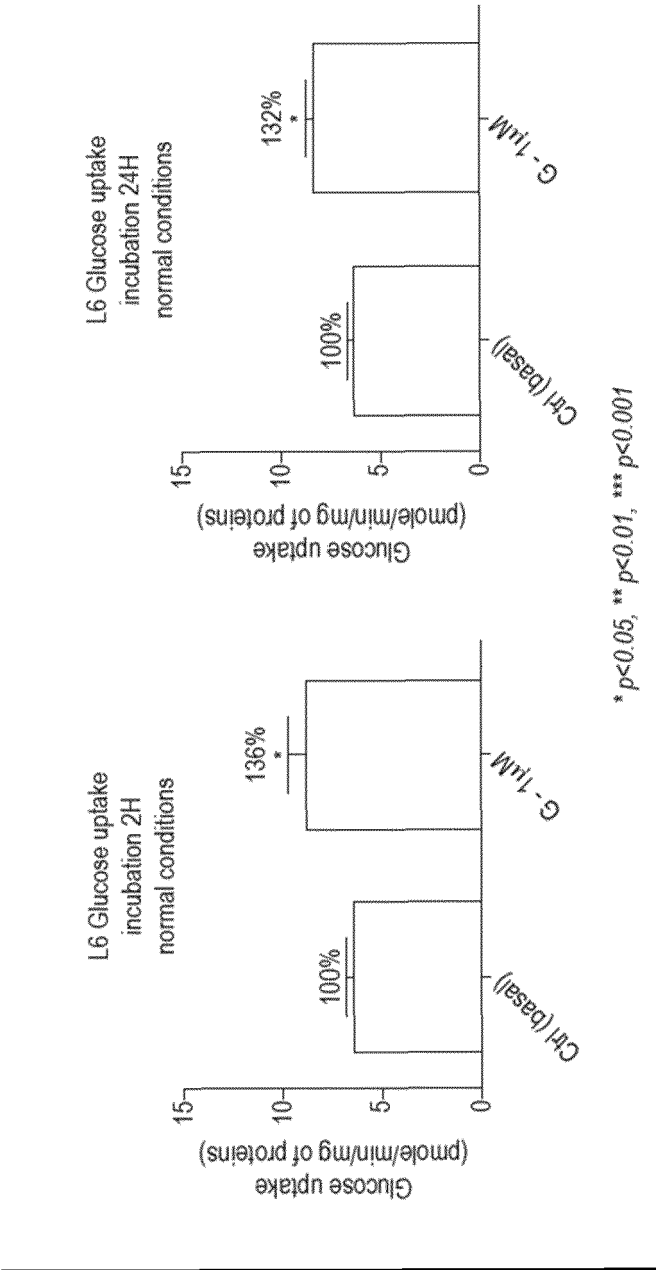 L6 Glucose uptake
incubation 2H
normal conditions
Glucose uptake
(pmole/min/mg of proteins)
15
10
5
0
100%
136%
*
Ctrl (basal)
G - 1µM
L6 Glucose uptake
incubation 24H
normal conditions
Glucose uptake
(pmole/min/mg of proteins)
15
10
5
0
100%
132%
*
Ctrl (basal)
G - 1µM
* p<0.05, ** p<0.01, *** p<0.001